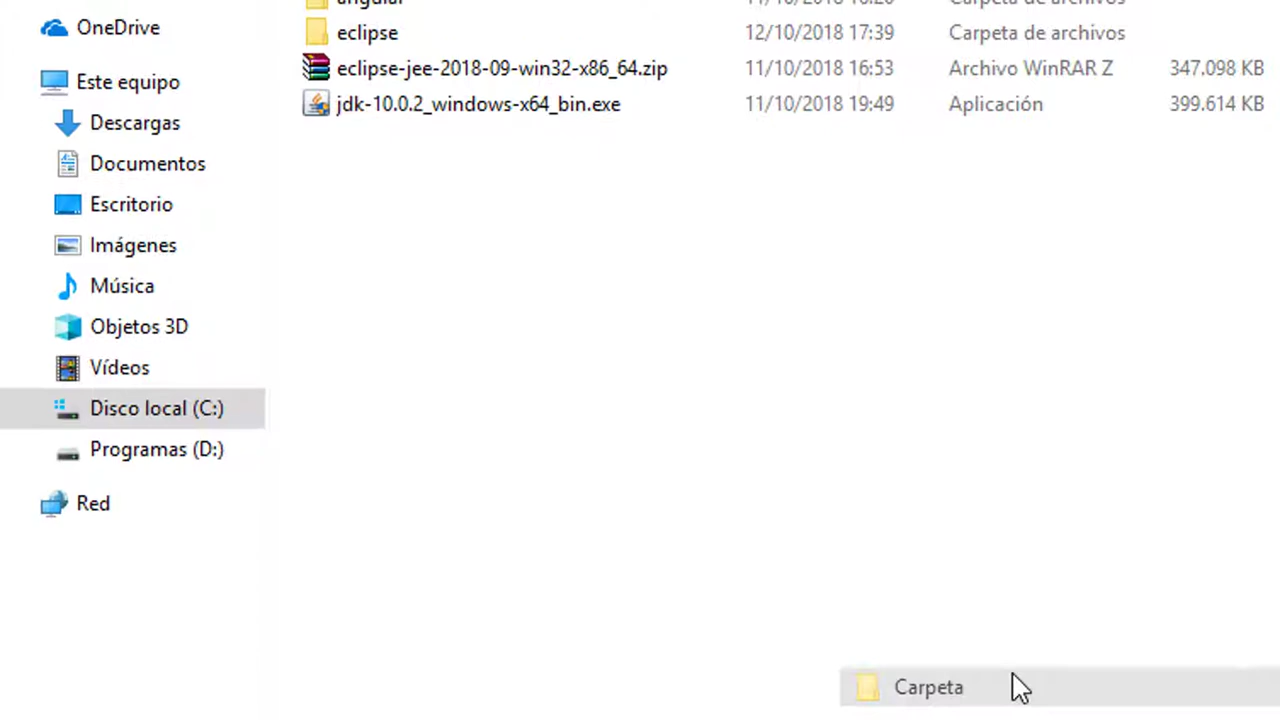 OneDrive
Este equipo
Descargas
Documentos
Escritorio
Imágenes
Música
Objetos 3D
Vídeos
Disco local (C:)
Programas (D:)
Red
eclipse 12/10/2018 17:39 Carpeta de archivos
eclipse-jee-2018-09-win32-x86_64.zip 11/10/2018 16:53 Archivo WinRAR Z 347.098 KB
jdk-10.0.2_windows-x64_bin.exe 11/10/2018 19:49 Aplicación 399.614 KB
Carpeta